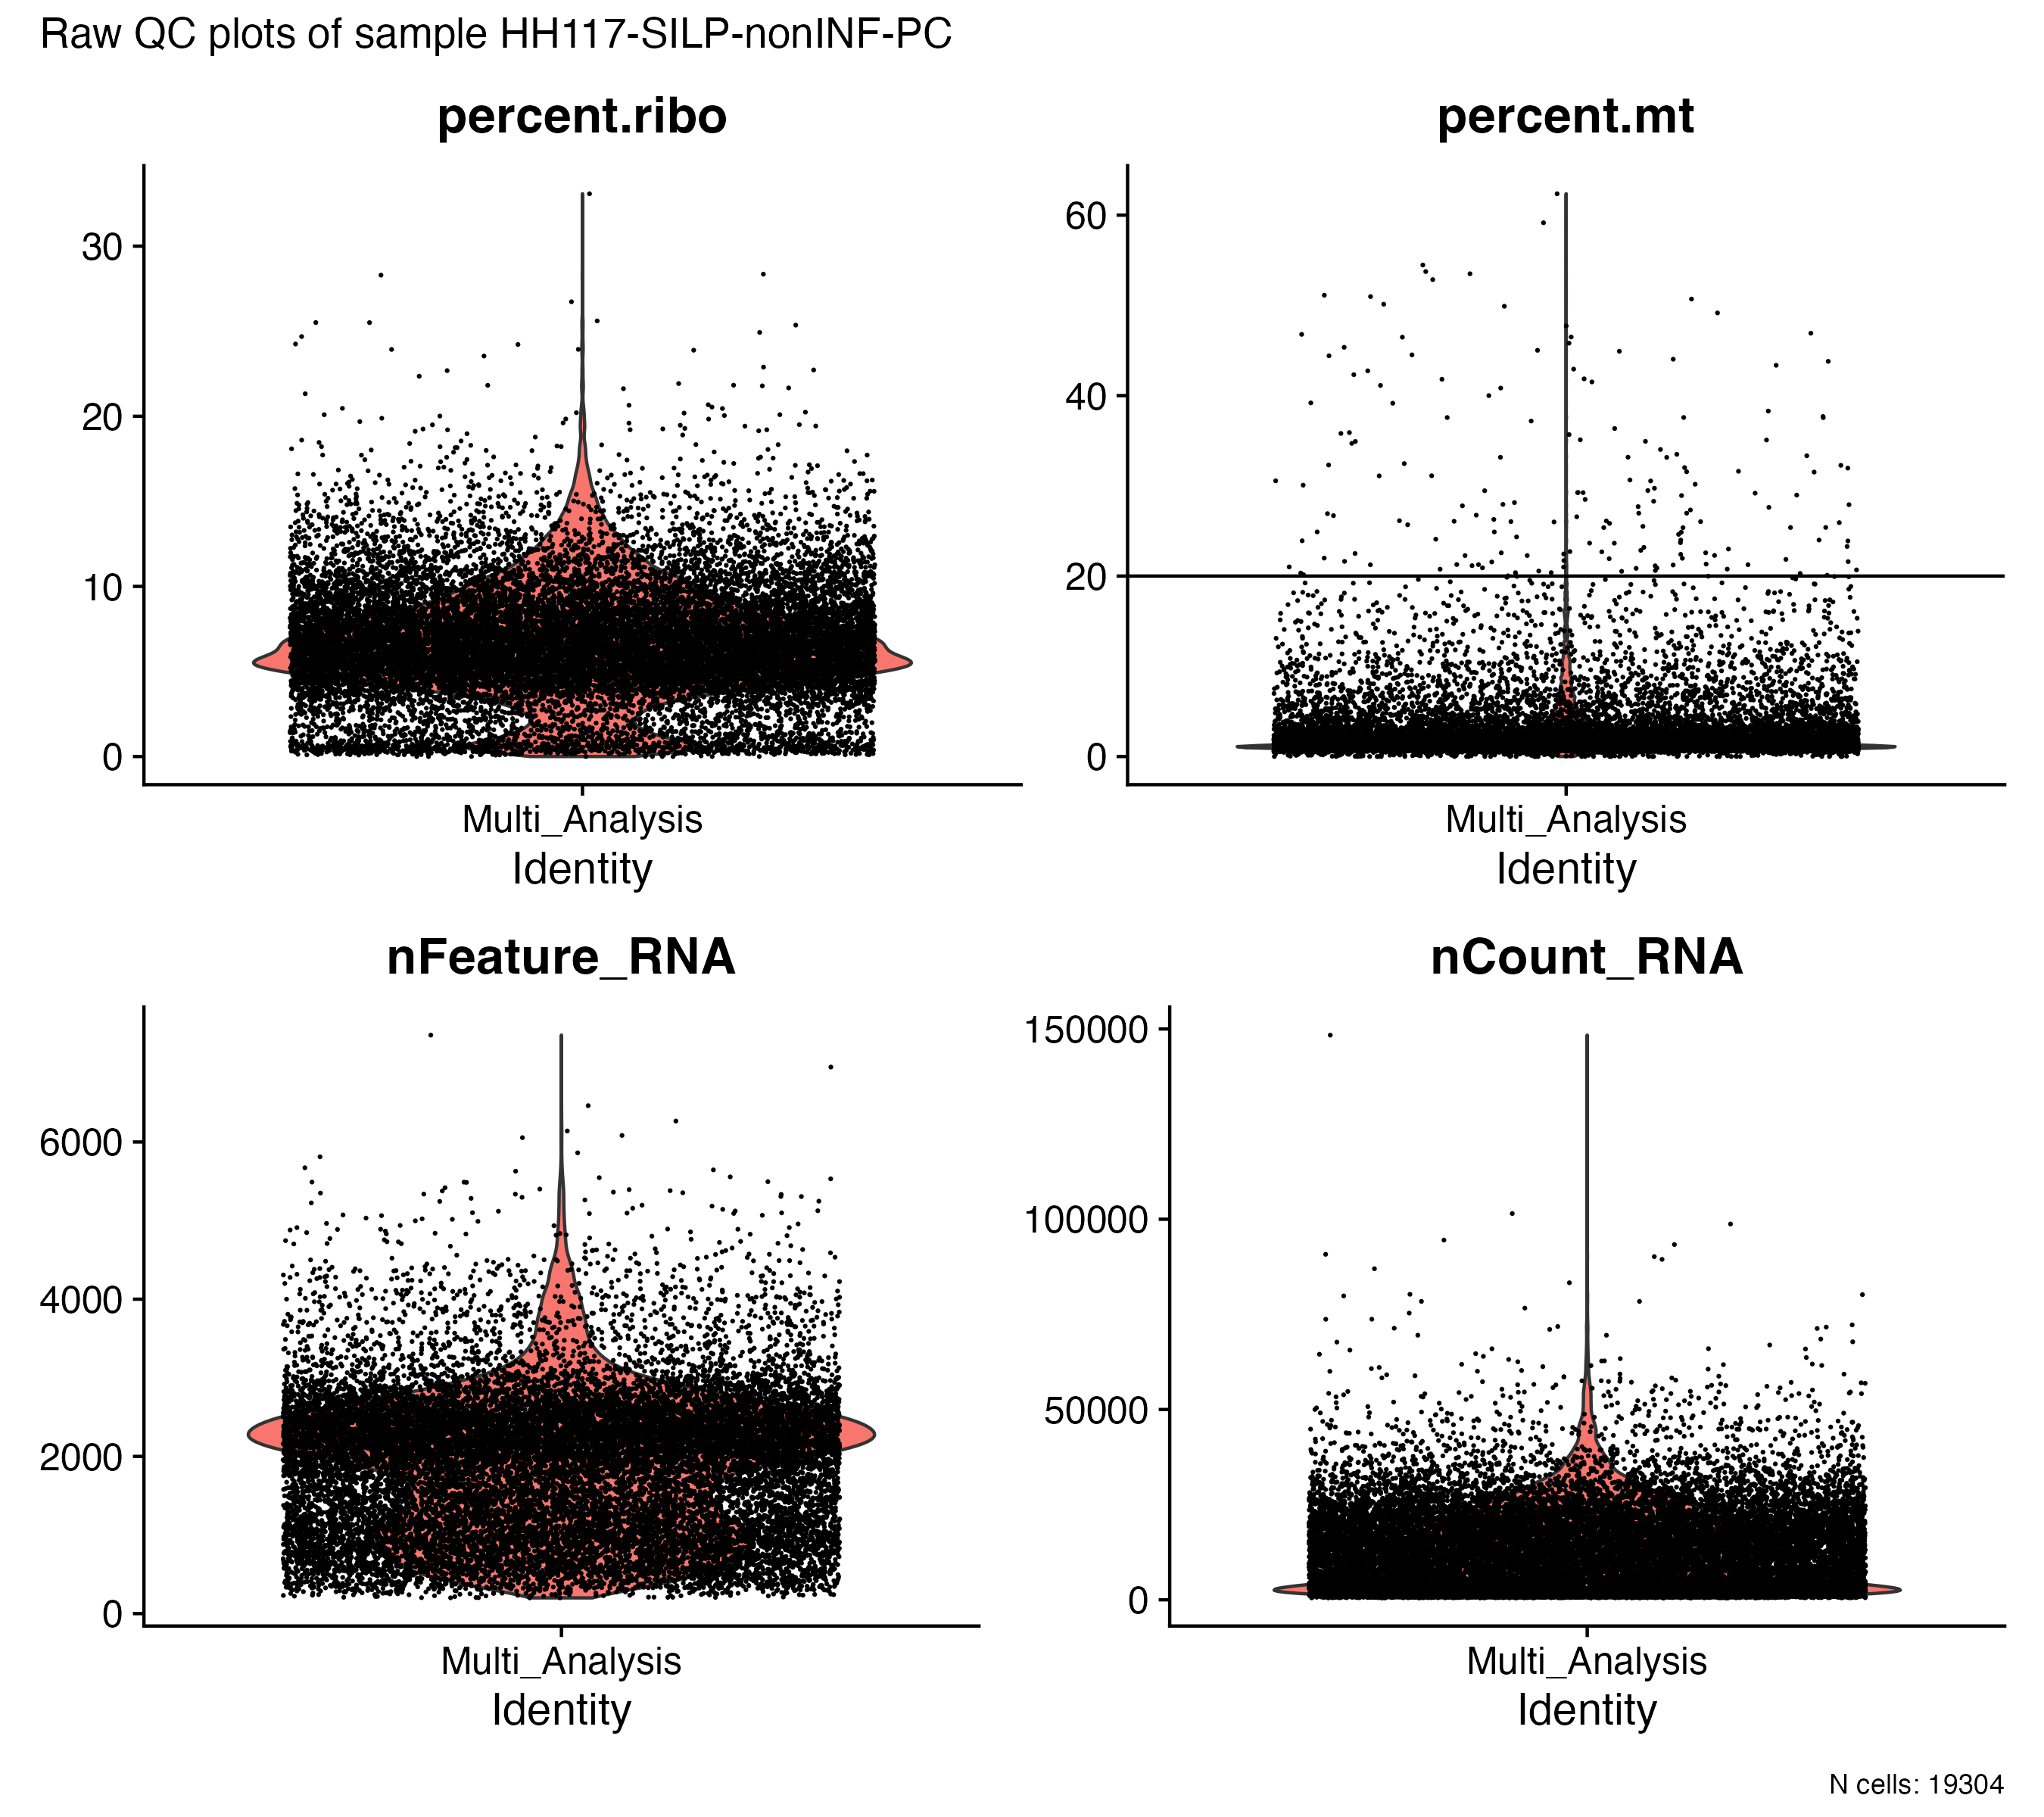 Raw QC plots of sample HH117-SILP-nonINF-PC
percent.ribo
30
20
10
0
Multi_Analysis
Identity
percent.mt
60
40
20
0
Multi_Analysis
Identity
nFeature_RNA
6000
4000
2000
0
Multi_Analysis
Identity
nCount_RNA
150000
100000
50000
0
Multi_Analysis
Identity
N cells: 19304